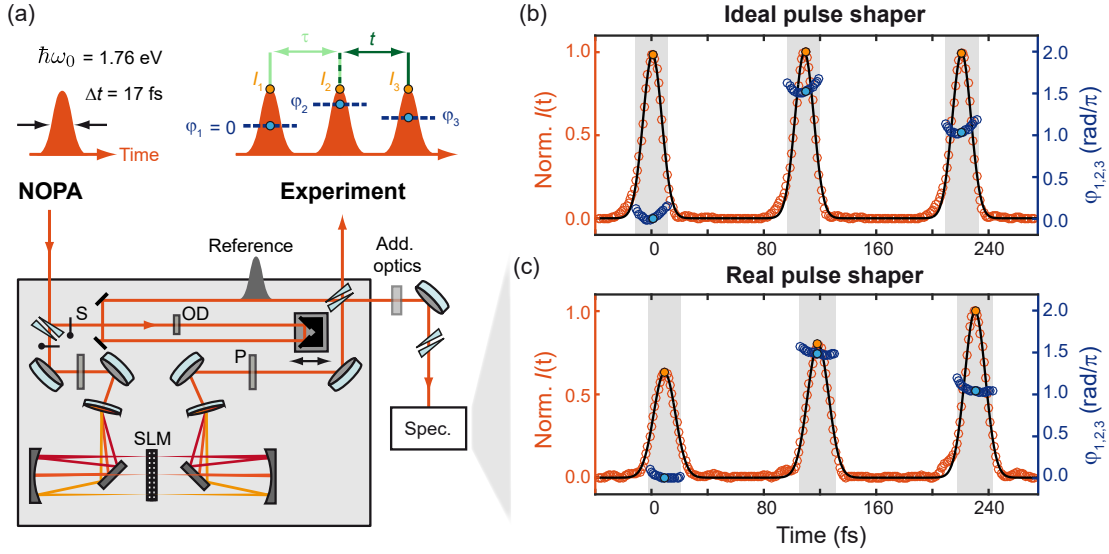 (a)
ħω0 = 1.76 eV
Δt = 17 fs
Time
τ
t
I1
I2
I3
φ1 = 0
φ2
φ3
NOPA
Experiment
Reference
Add.
optics
S
OD
P
SLM
Spec.
(b)
Ideal pulse shaper
Norm. I(t)
1.0
0.5
0.0
2.0
1.5
1.0
0.5
0
φ1,2,3 (rad/π)
0
80
160
240
(c)
Real pulse shaper
Norm. I(t)
1.0
0.5
0.0
2.0
1.5
1.0
0.5
0.0
φ1,2,3 (rad/π)
0
80
160
240
Time (fs)